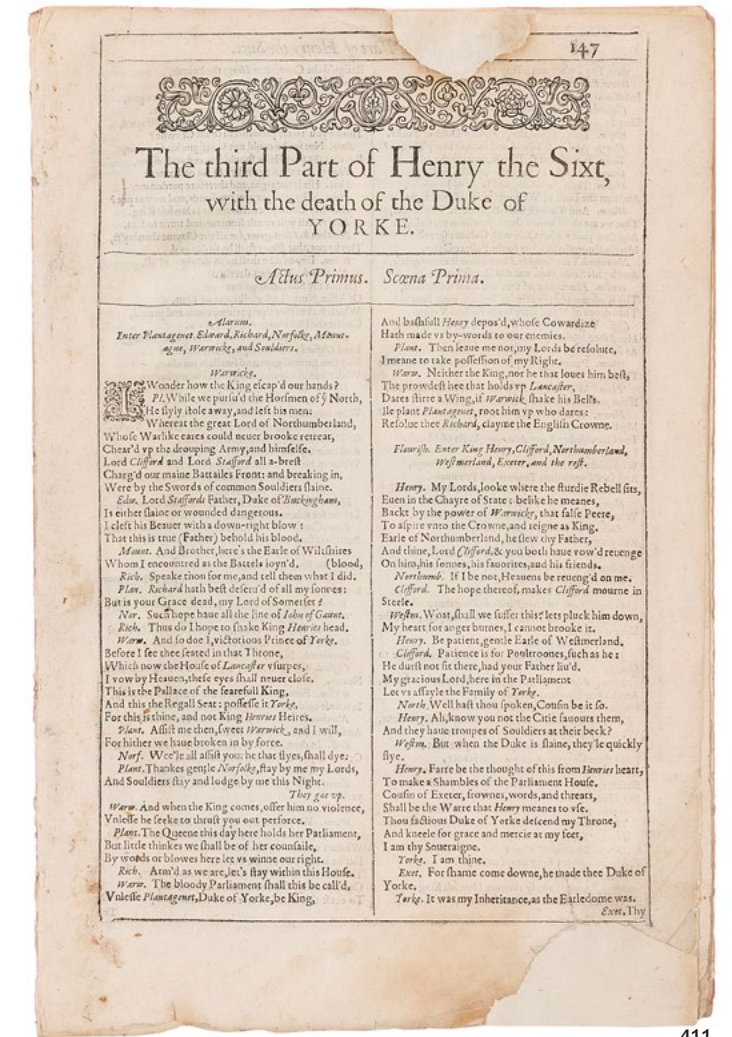 147
The third Part of Henry the Sixt,
with the death of the Duke of
YORKE.
Actus Primus. Scœna Prima.
Alarum.
Enter Plantagenet, Edward, Richard, Norfolke, Mount-
ague, Warwicke, and Souldiers.
Warwicke.
I Wonder how the King escap'd our hands?
Pl. While we pursu'd the Horsmen of yͤ North,
He slyly stole away, and left his men:
Whereat the great Lord of Northumberland,
Whose Warlike eares could neuer brooke retreat,
Chear'd vp the drouping Army, and himselfe.
Lord Clifford and Lord Stafford all a-brest
Charg'd our maine Battailes Front: and breaking in,
Were by the Swords of common Souldiers slaine.
Edw. Lord Staffords Father, Duke of Buckingham,
Is either slaine or wounded dangerous.
I cleft his Beauer with a down-right blow:
That this is true (Father) behold his blood.
Mount. And Brother, here's the Earle of Wiltshires
Whom I encountred as the Battels ioyn'd. (blood,
Rich. Speake thou for me, and tell them what I did.
Plan. Richard hath best deseru'd of all my sonnes:
But is your Grace dead, my Lord of Somerset?
Nor. Such hope haue all the line of Iohn of Gaunt.
Rich. Thus do I hope to shake King Henries head.
Warw. And so doe I, victorious Prince of Yorke.
Before I see thee seated in that Throne,
Which now the House of Lancaster vsurpes,
I vow by Heauen, these eyes shall neuer close.
This is the Pallace of the fearefull King,
And this the Regall Seat: possesse it Yorke,
For this is thine, and not King Henries Heires.
Plant. Assist me then, sweet Warwick, and I will,
For hither we haue broken in by force.
Norf. Wee'le all assist you: he that flyes, shall dye.
Plant. Thankes gentle Norfolke, stay by me my Lords,
And Souldiers stay and lodge by me this Night.
They goe vp.
Warw. And when the King comes, offer him no violence,
Vnlesse he seeke to thrust you out perforce.
Plant. The Queene this day here holds her Parliament,
But little thinkes we shall be of her counsaile,
By words or blowes here let vs winne our right.
Rich. Arm'd as we are, let's stay within this House.
Warw. The bloody Parliament shall this be call'd,
Vnlesse Plantagenet, Duke of Yorke, be King,
And bashfull Henry depos'd, whose Cowardize
Hath made vs by-words to our enemies.
Plant. Then leaue me not, my Lords be resolute,
I meane to take possession of my Right.
Warw. Neither the King, nor he that loues him best,
The prowdest hee that holds vp Lancaster,
Dares stirre a Wing, if Warwick shake his Bells.
Ile plant Plantagenet, root him vp who dares:
Resolue thee Richard, clayme the English Crowne.
Flourish. Enter King Henry, Clifford, Northumberland,
Westmerland, Exeter, and the rest.
Henry. My Lords, looke where the sturdie Rebell sits,
Euen in the Chayre of State: belike he meanes,
Backt by the power of Warwicke, that false Peere,
To aspire vnto the Crowne, and reigne as King.
Earle of Northumberland, he slew thy Father,
And thine, Lord Clifford, & you both haue vow'd reuenge
On him, his sonnes, his fauorites, and his friends.
Northumb. If I be not, Heauens be reueng'd on me.
Clifford. The hope thereof, makes Clifford mourne in
Steele.
Westm. What, shall we suffer this? lets pluck him down,
My heart for anger burnes, I cannot brooke it.
Henry. Be patient, gentle Earle of Westmerland.
Clifford. Patience is for Poultroones, such as he:
He durst not sit there, had your Father liu'd.
My gracious Lord, here in the Parliament
Let vs assayle the Family of Yorke.
North. Well hast thou spoken, Cousin be it so.
Henry. Ah, know you not the Citie fauours them,
And they haue troupes of Souldiers at their beck?
Westm. But when the Duke is slaine, they'le quickly
flye.
Henry. Farre be the thought of this from Henries heart,
To make a Shambles of the Parliament House.
Cousin of Exeter, frownes, words, and threats,
Shall be the Warre that Henry meanes to vse.
Thou factious Duke of Yorke descend my Throne,
And kneele for grace and mercie at my feet,
I am thy Soueraigne.
Yorke. I am thine.
Exet. For shame come downe, he made thee Duke of
Yorke.
Yorke. It was my Inheritance, as the Earledome was.
Exet. Thy
411